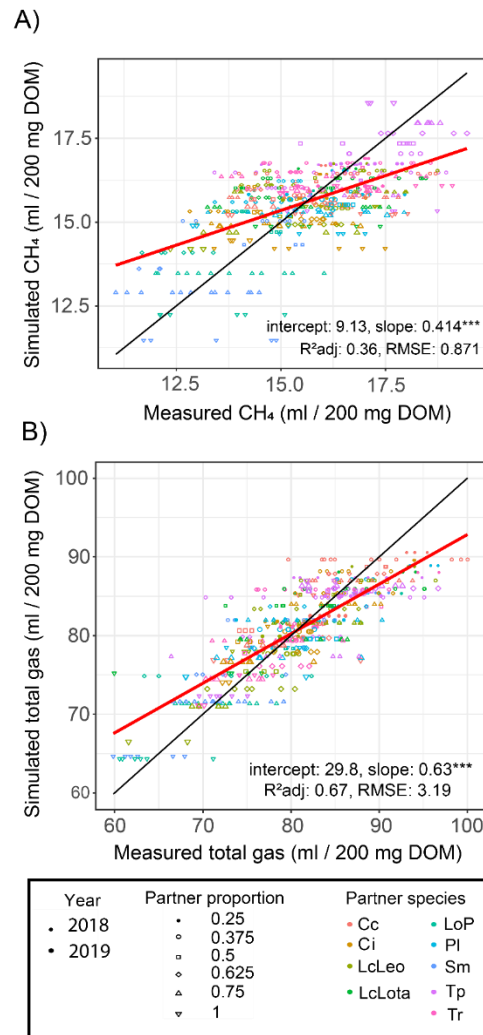 A)
Simulated CH₄ (ml / 200 mg DOM)
17.5
15.0
12.5
intercept: 9.13, slope: 0.414***
R²adj: 0.36, RMSE: 0.871
12.5 15.0 17.5
Measured CH₄ (ml / 200 mg DOM)
B)
Simulated total gas (ml / 200 mg DOM)
100
90
80
70
60
intercept: 29.8, slope: 0.63***
R²adj: 0.67, RMSE: 3.19
60 70 80 90 100
Measured total gas (ml / 200 mg DOM)
Year
2018
2019
Partner proportion
0.25
0.375
0.5
0.625
0.75
1
Partner species
Cc
Ci
LcLeo
LcLota
LoP
Pl
Sm
Tp
Tr